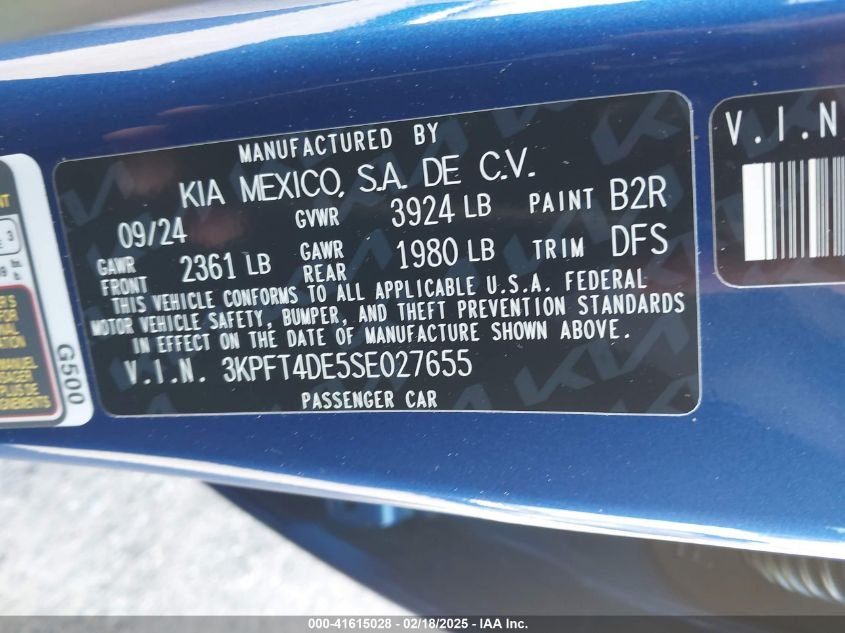 MANUFACTURED BY
KIA MEXICO, S.A. DE C.V.
09/24 GVWR 3924 LB PAINT B2R
GAWR FRONT 2361 LB GAWR REAR 1980 LB TRIM DFS
THIS VEHICLE CONFORMS TO ALL APPLICABLE U.S.A. FEDERAL
MOTOR VEHICLE SAFETY, BUMPER, AND THEFT PREVENTION STANDARDS
IN EFFECT ON THE DATE OF MANUFACTURE SHOWN ABOVE.
V.I.N. 3KPFT4DE5SE027655
PASSENGER CAR
V.I.N
G500
000-41615028 - 02/18/2025 - IAA Inc.